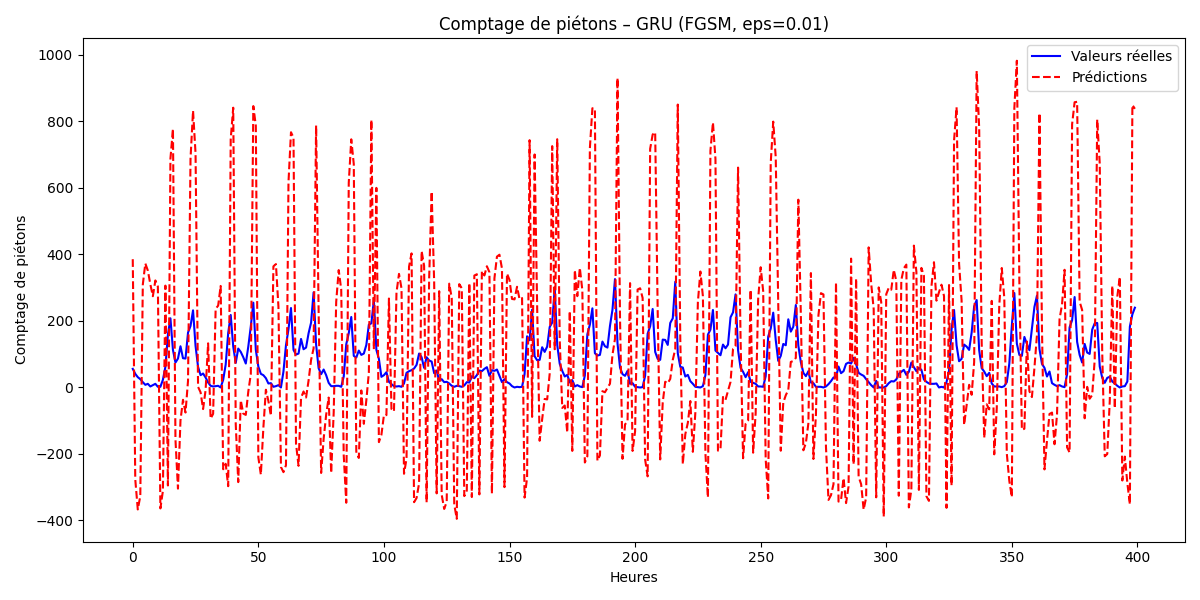 Comptage de piétons – GRU (FGSM, eps=0.01)
Valeurs réelles
Prédictions
Comptage de piétons
1000
800
600
400
200
0
−200
−400
0 50 100 150 200 250 300 350 400
Heures